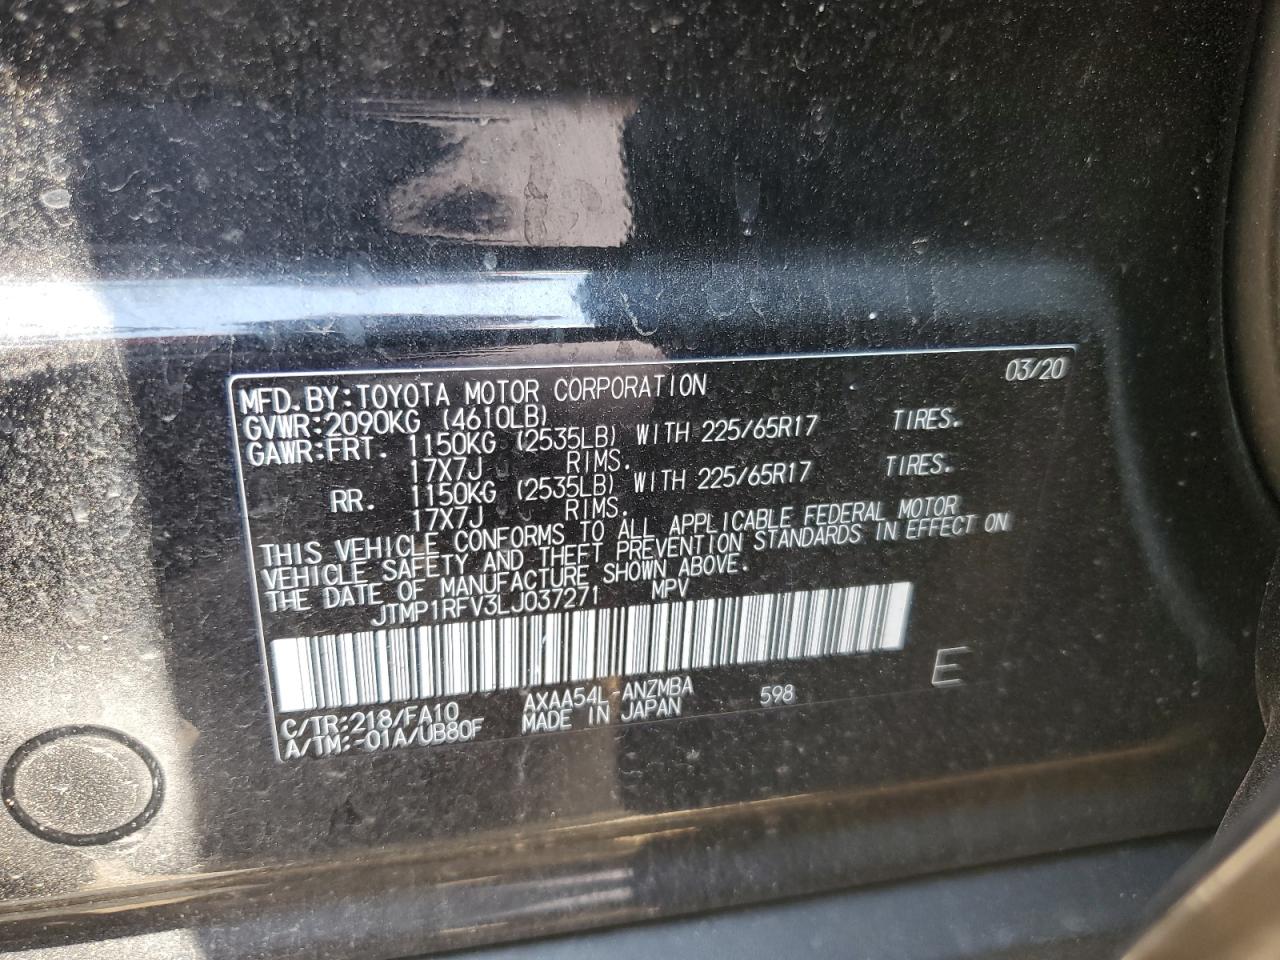 03/20
MFD. BY: TOYOTA MOTOR CORPORATION
GVWR: 2090KG (4610LB)
GAWR: FRT. 1150KG (2535LB) WITH 225/65R17 TIRES.
17X7J RIMS.
RR. 1150KG (2535LB) WITH 225/65R17 TIRES.
17X7J RIMS.
THIS VEHICLE CONFORMS TO ALL APPLICABLE FEDERAL MOTOR
VEHICLE SAFETY AND THEFT PREVENTION STANDARDS IN EFFECT ON
THE DATE OF MANUFACTURE SHOWN ABOVE.
JTMP1RFV3LJ037271 MPV
C/TR: 218/FA10 AXAA54L-ANZMBA 598 E
A/TM: -01A/UB80F MADE IN JAPAN